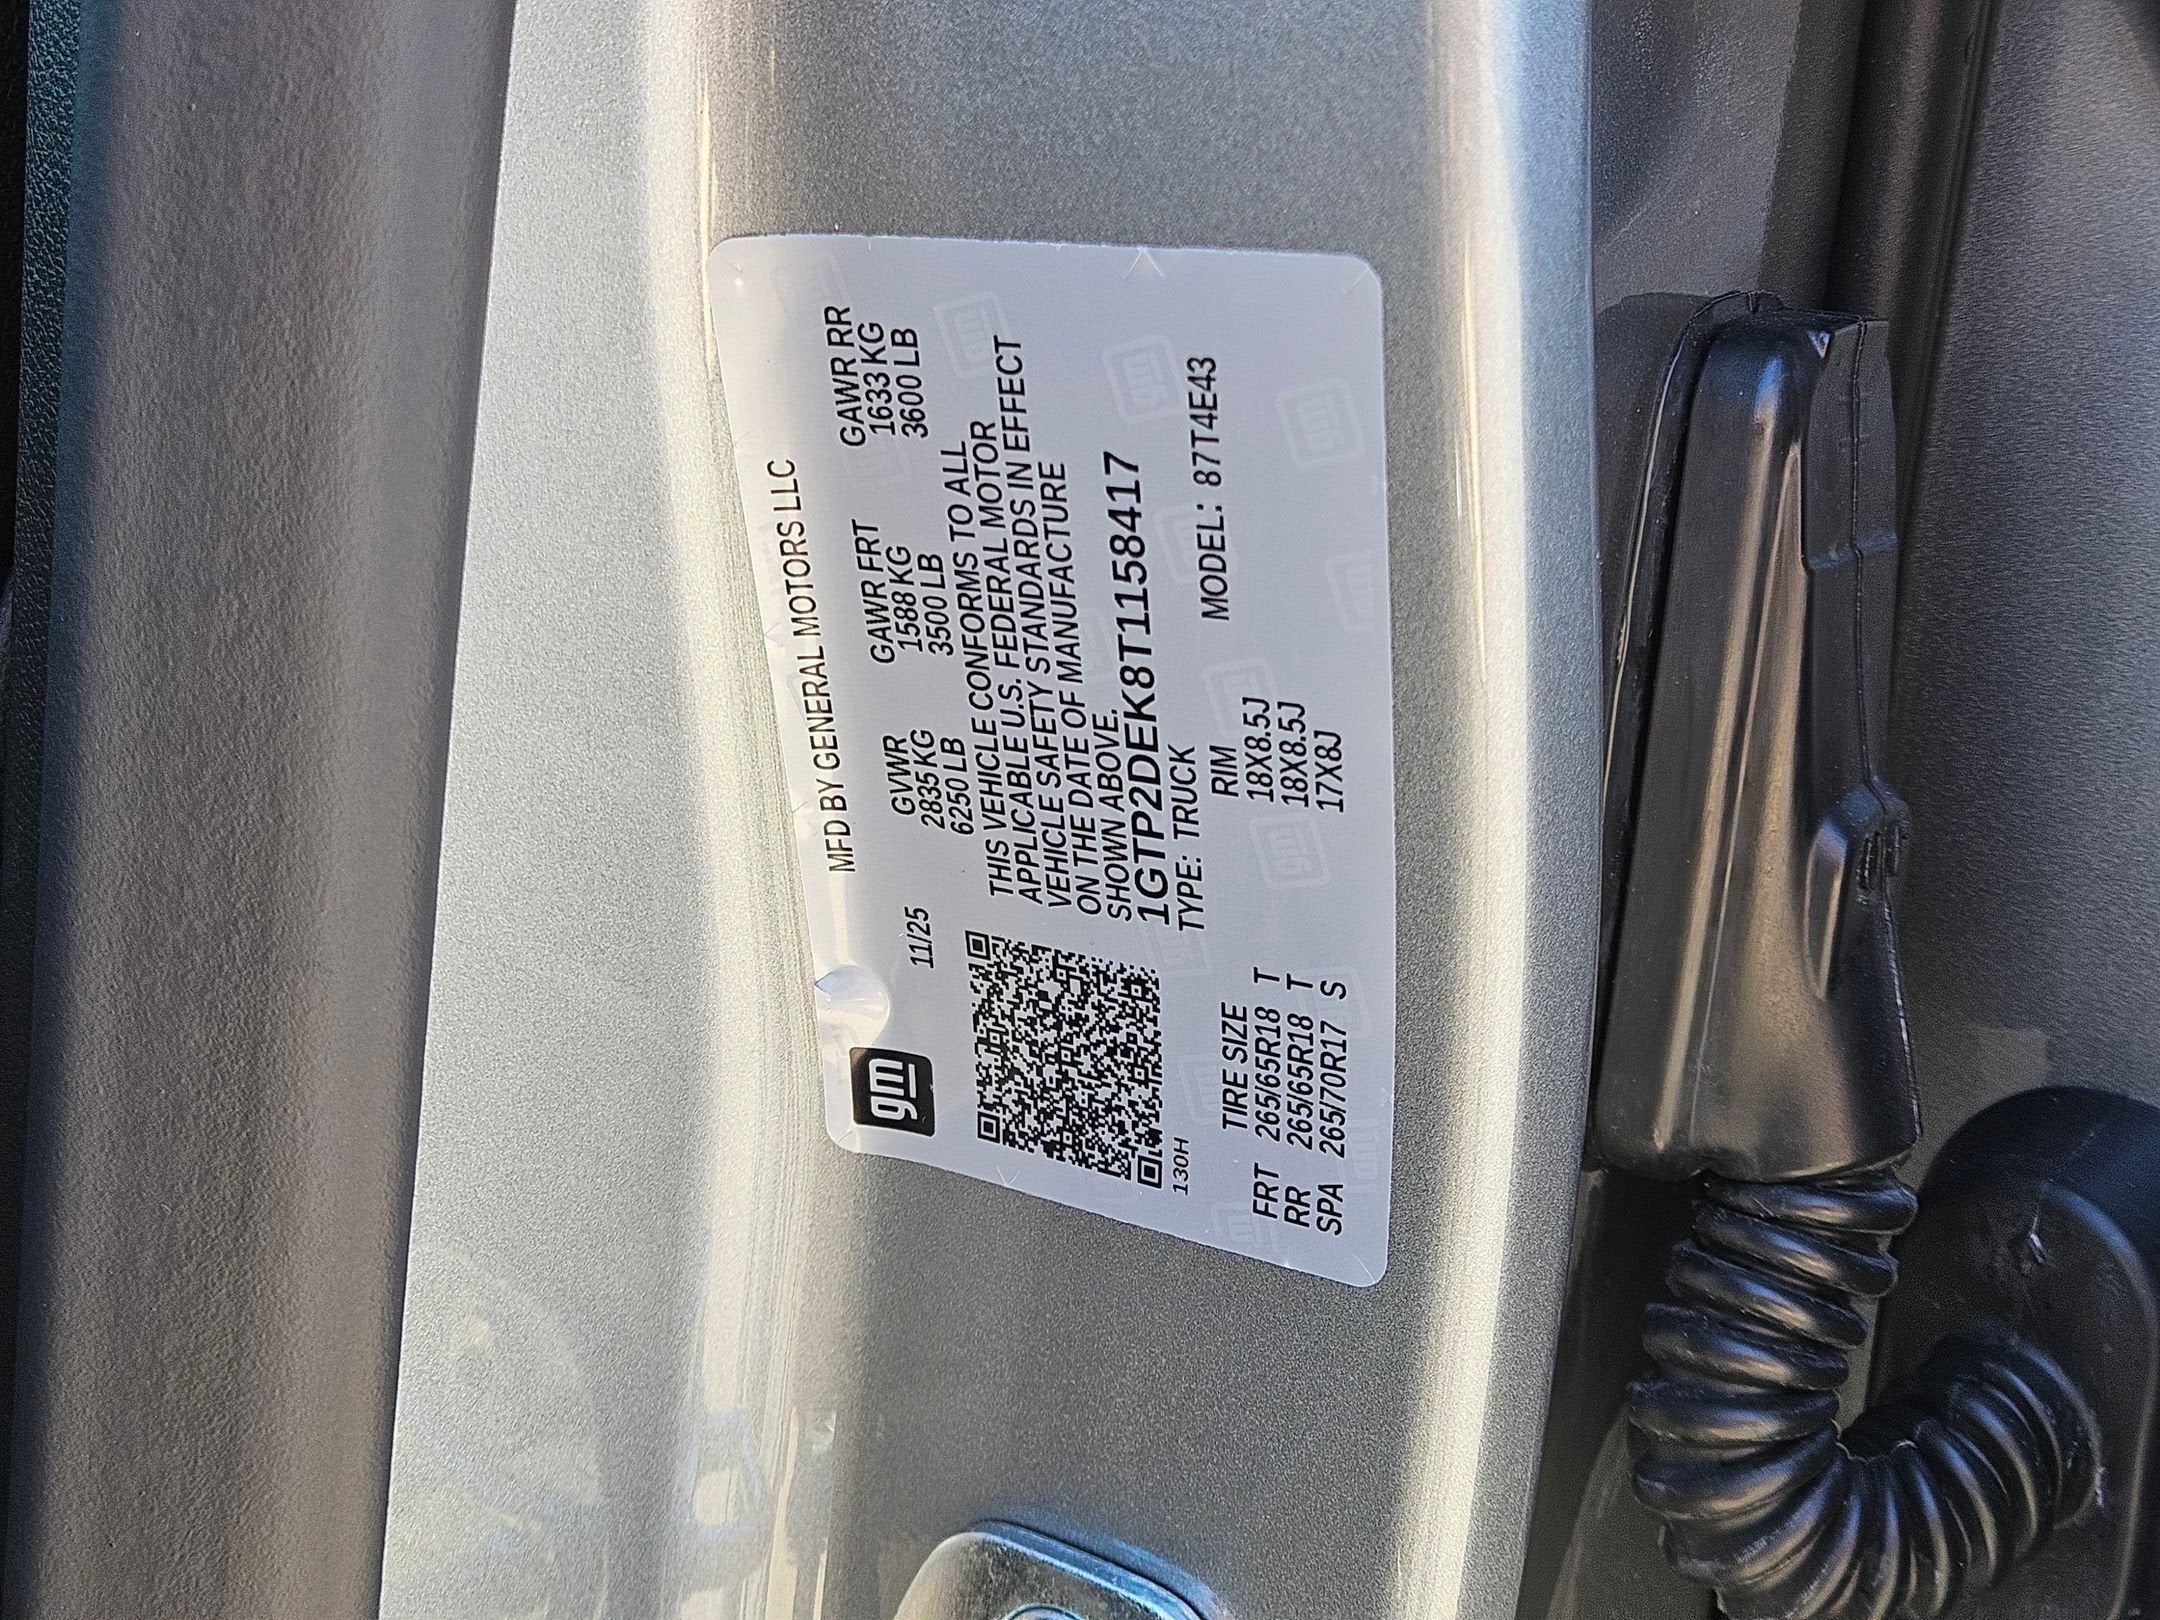 gm
MFD BY GENERAL MOTORS LLC
11/25 GVWR GAWR FRT GAWR RR
2835 KG 1588 KG 1633 KG
6250 LB 3500 LB 3600 LB
THIS VEHICLE CONFORMS TO ALL
APPLICABLE U.S. FEDERAL MOTOR
VEHICLE SAFETY STANDARDS IN EFFECT
ON THE DATE OF MANUFACTURE
SHOWN ABOVE.
1GTP2DEK8T1158417
130H
TYPE: TRUCK MODEL: 87T4E43
TIRE SIZE RIM
FRT 265/65R18 T 18X8.5J
RR 265/65R18 T 18X8.5J
SPA 265/70R17 S 17X8J